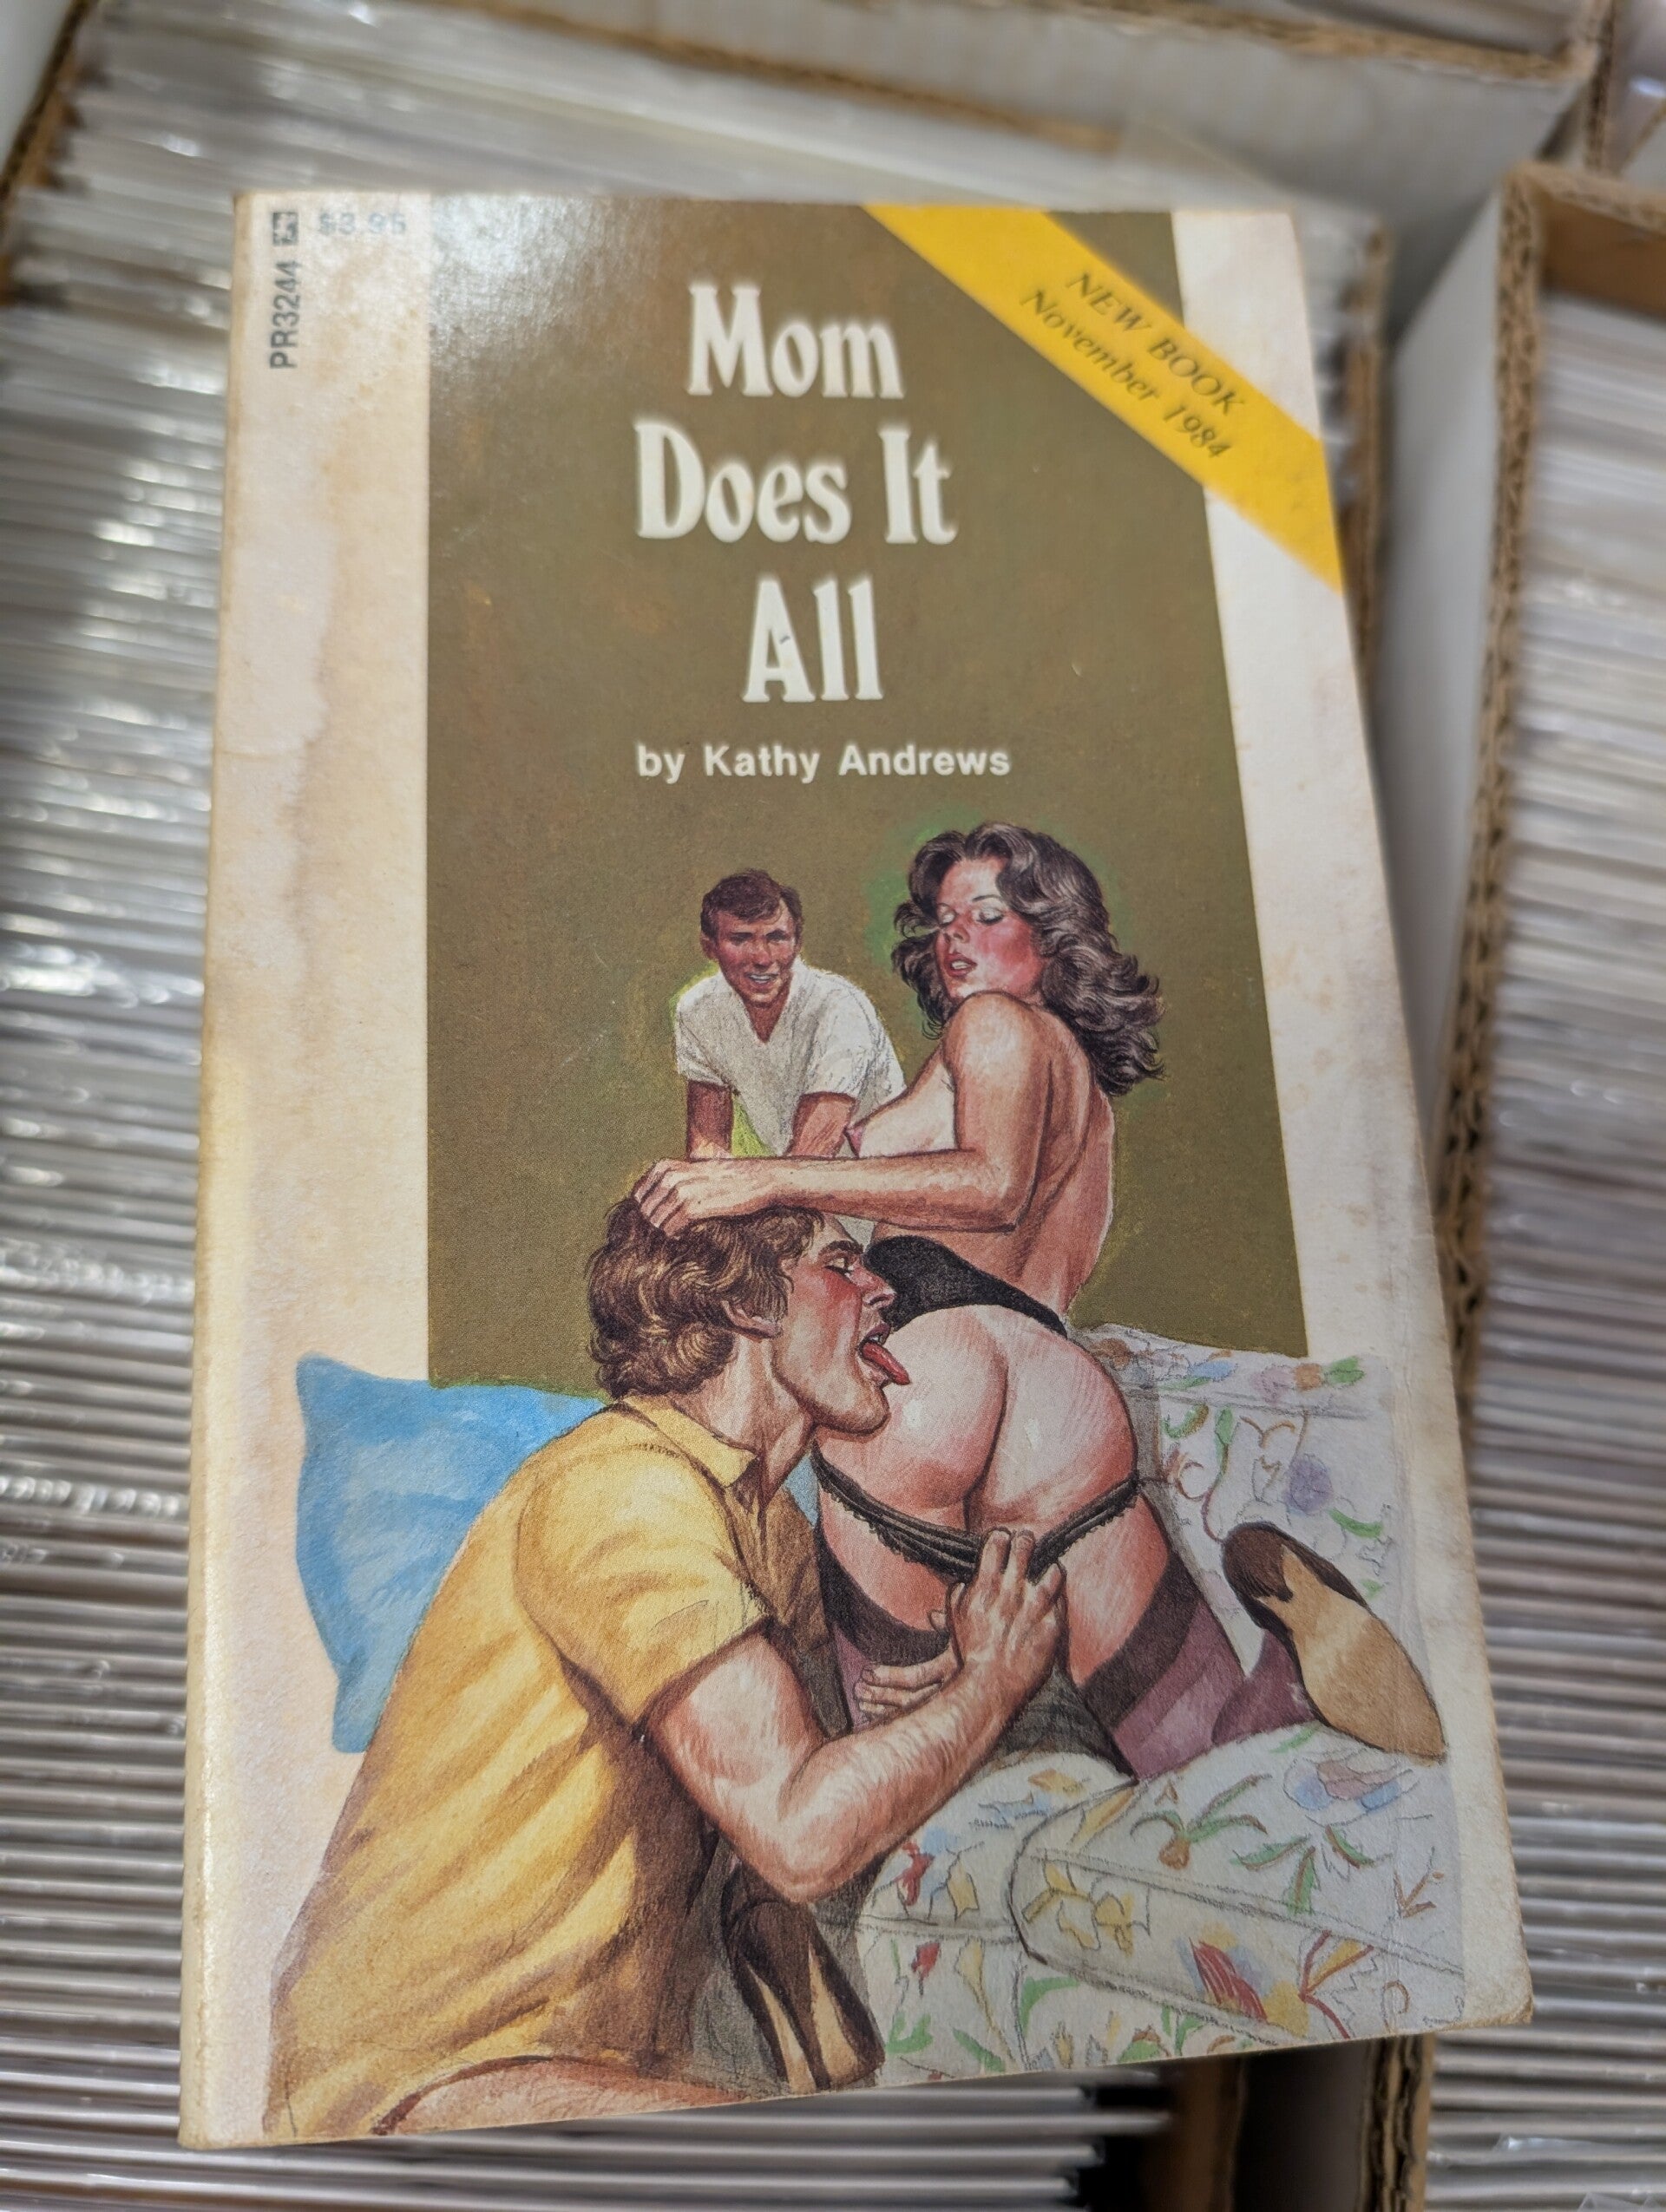 PR3244
$3.95
NEW BOOK
November 1984
Mom
Does It
All
by Kathy Andrews